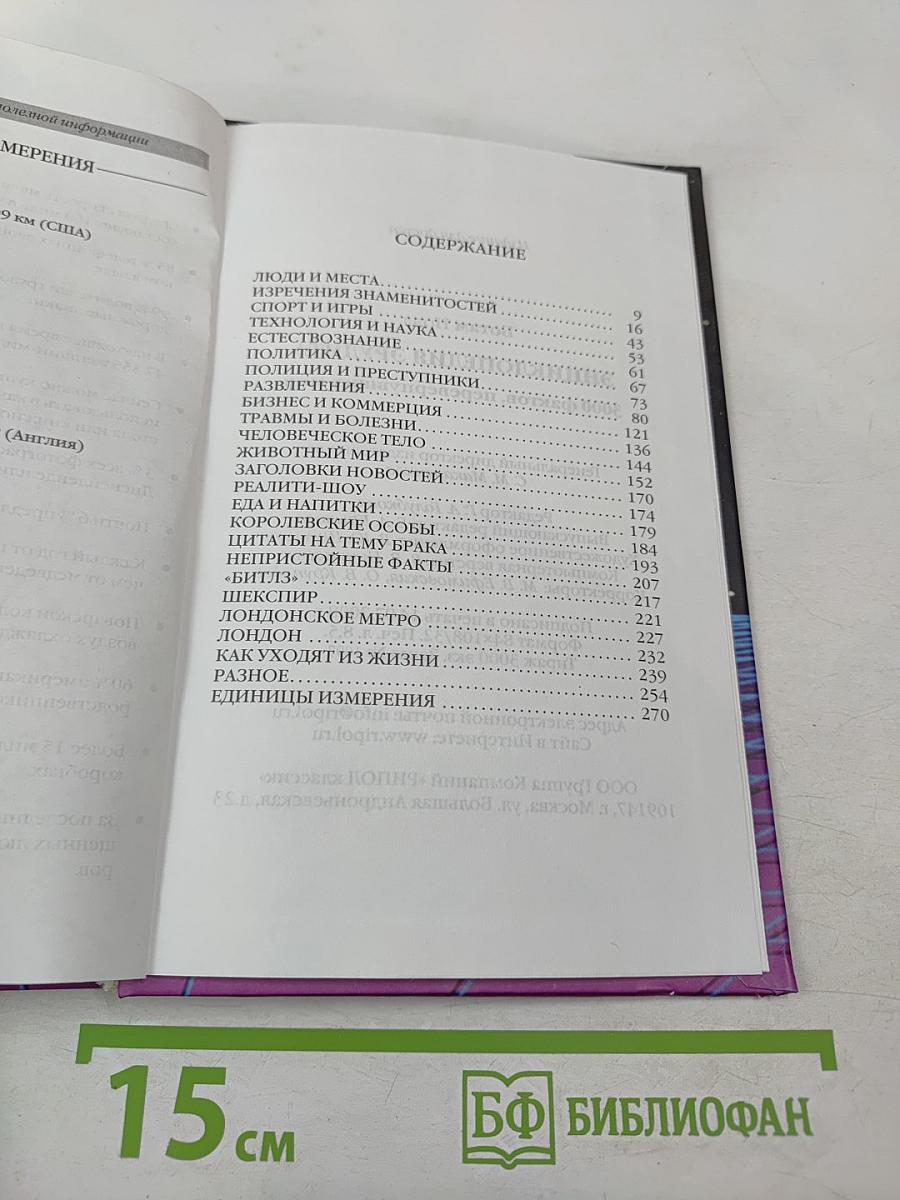 полезной информации
МЕРЕНИЯ
9 км (США)
(Англия)
СОДЕРЖАНИЕ
ЛЮДИ И МЕСТА 9
ИЗРЕЧЕНИЯ ЗНАМЕНИТОСТЕЙ 16
СПОРТ И ИГРЫ 43
ТЕХНОЛОГИЯ И НАУКА 53
ЕСТЕСТВОЗНАНИЕ 61
ПОЛИТИКА 67
ПОЛИЦИЯ И ПРЕСТУПНИКИ 73
РАЗВЛЕЧЕНИЯ 80
БИЗНЕС И КОММЕРЦИЯ 121
ТРАВМЫ И БОЛЕЗНИ 136
ЧЕЛОВЕЧЕСКОЕ ТЕЛО 144
ЖИВОТНЫЙ МИР 152
ЗАГОЛОВКИ НОВОСТЕЙ 170
РЕАЛИТИ-ШОУ 174
ЕДА И НАПИТКИ 179
КОРОЛЕВСКИЕ ОСОБЫ 184
ЦИТАТЫ НА ТЕМУ БРАКА 193
НЕПРИСТОЙНЫЕ ФАКТЫ 207
«БИТЛЗ» 217
ШЕКСПИР 221
ЛОНДОНСКОЕ МЕТРО 227
ЛОНДОН 232
КАК УХОДЯТ ИЗ ЖИЗНИ 239
РАЗНОЕ 254
ЕДИНИЦЫ ИЗМЕРЕНИЯ 270
15 см
БФ БИБЛИОФАН